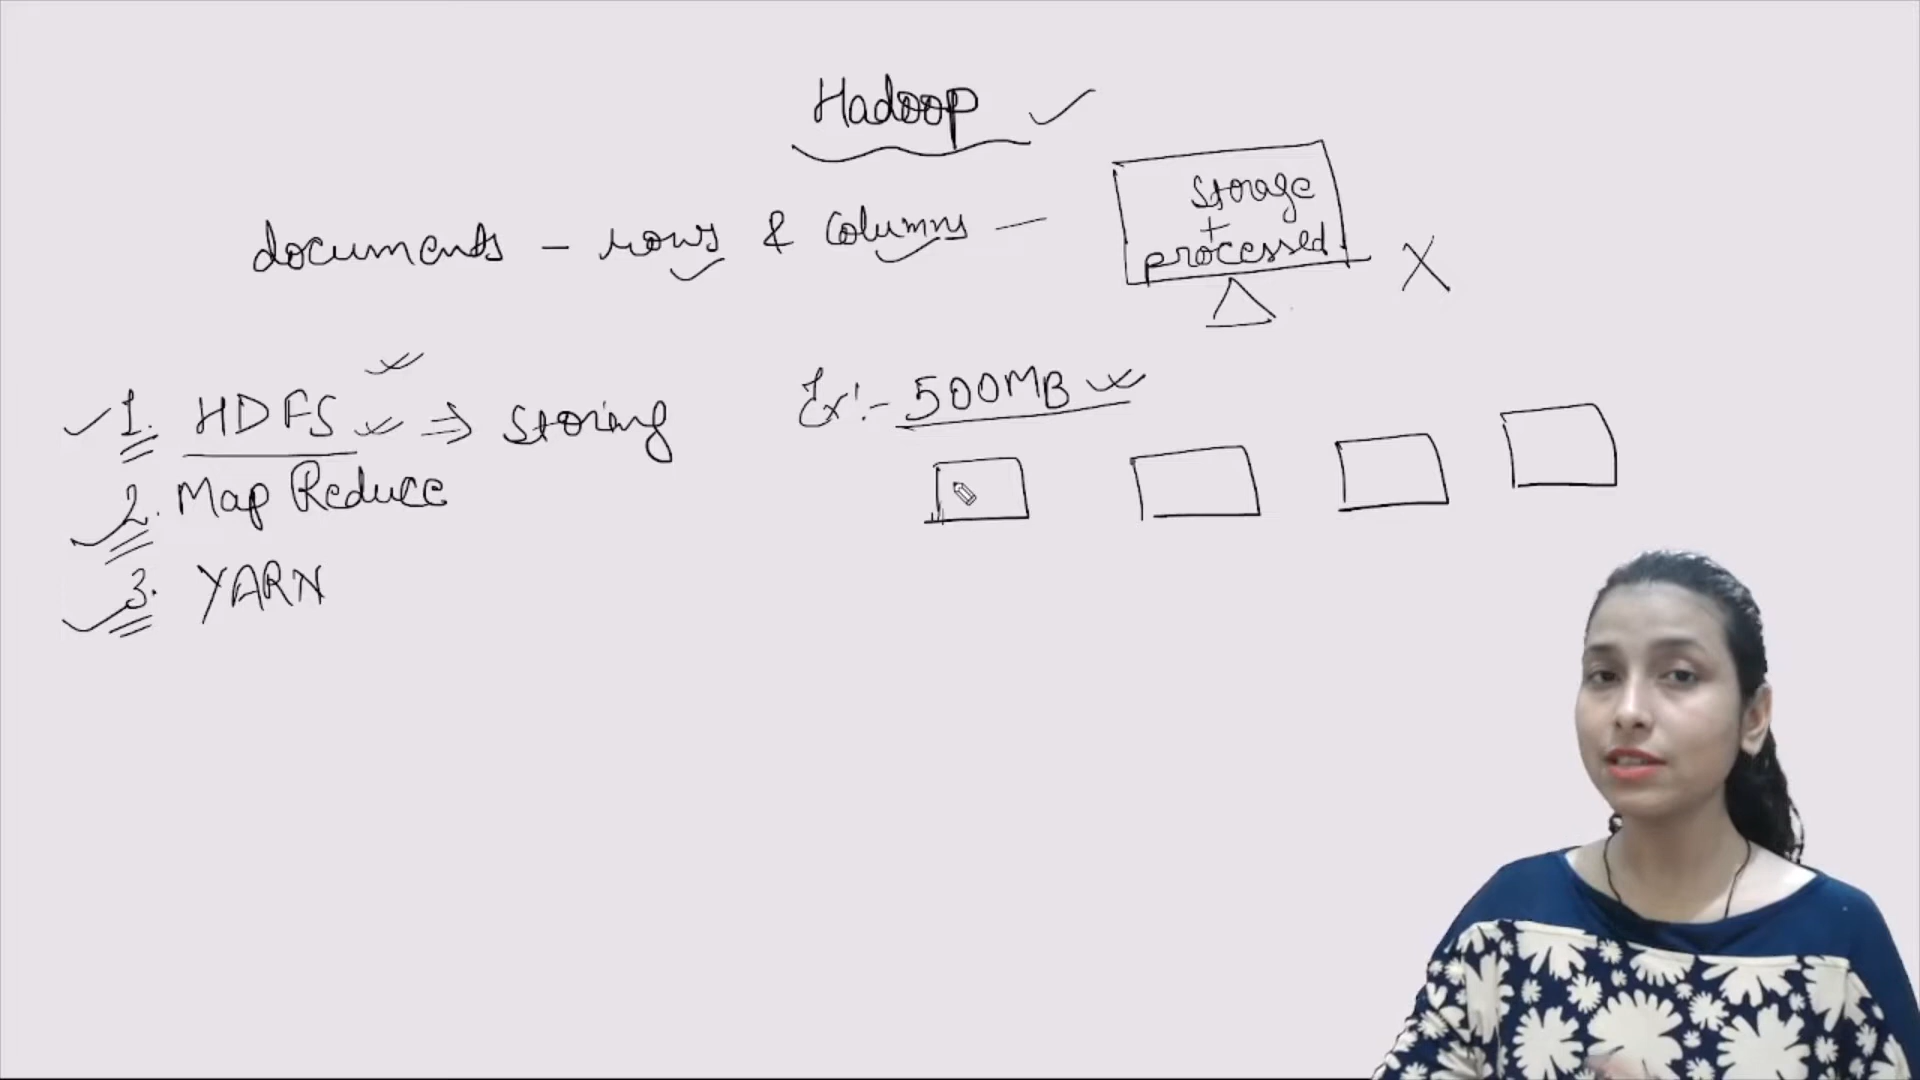 Hadoop
documents - rows & columns -
Storage
+
processed
X
1. HDFS ⇒ Storing
Ex:- 500MB
2. Map Reduce
3. YARN